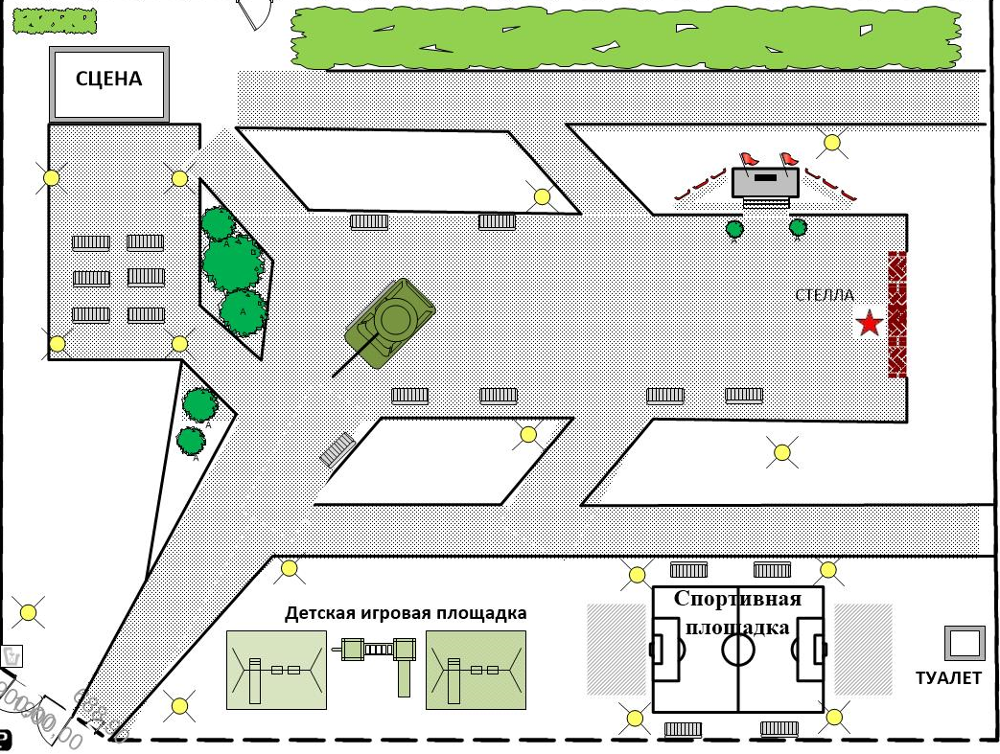 СЦЕНА
СТЕЛЛА
Детская игровая площадка
Спортивная
площадка
ТУАЛЕТ